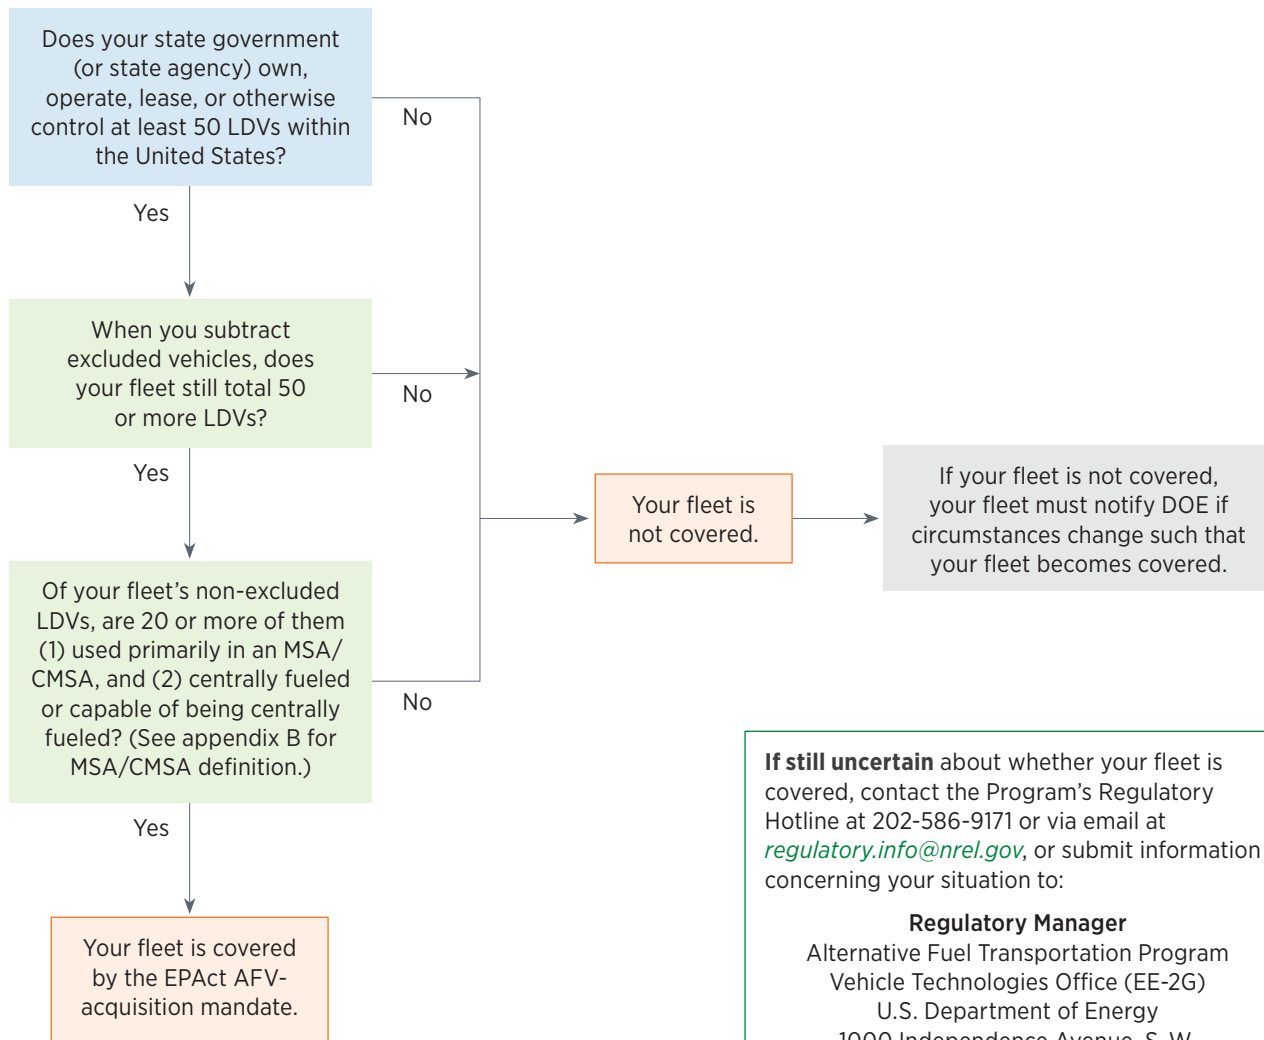 Does your state government
(or state agency) own,
operate, lease, or otherwise
control at least 50 LDVs within
the United States?
No
Yes
When you subtract
excluded vehicles, does
your fleet still total 50
or more LDVs?
No
Yes
Of your fleet’s non-excluded
LDVs, are 20 or more of them
(1) used primarily in an MSA/
CMSA, and (2) centrally fueled
or capable of being centrally
fueled? (See appendix B for
MSA/CMSA definition.)
No
Yes
Your fleet is covered
by the EPAct AFV-
acquisition mandate.
Your fleet is
not covered.
If your fleet is not covered,
your fleet must notify DOE if
circumstances change such that
your fleet becomes covered.
If still uncertain about whether your fleet is
covered, contact the Program’s Regulatory
Hotline at 202-586-9171 or via email at
regulatory.info@nrel.gov, or submit information
concerning your situation to:
Regulatory Manager
Alternative Fuel Transportation Program
Vehicle Technologies Office (EE-2G)
U.S. Department of Energy
1000 Independence Avenue, S.W.